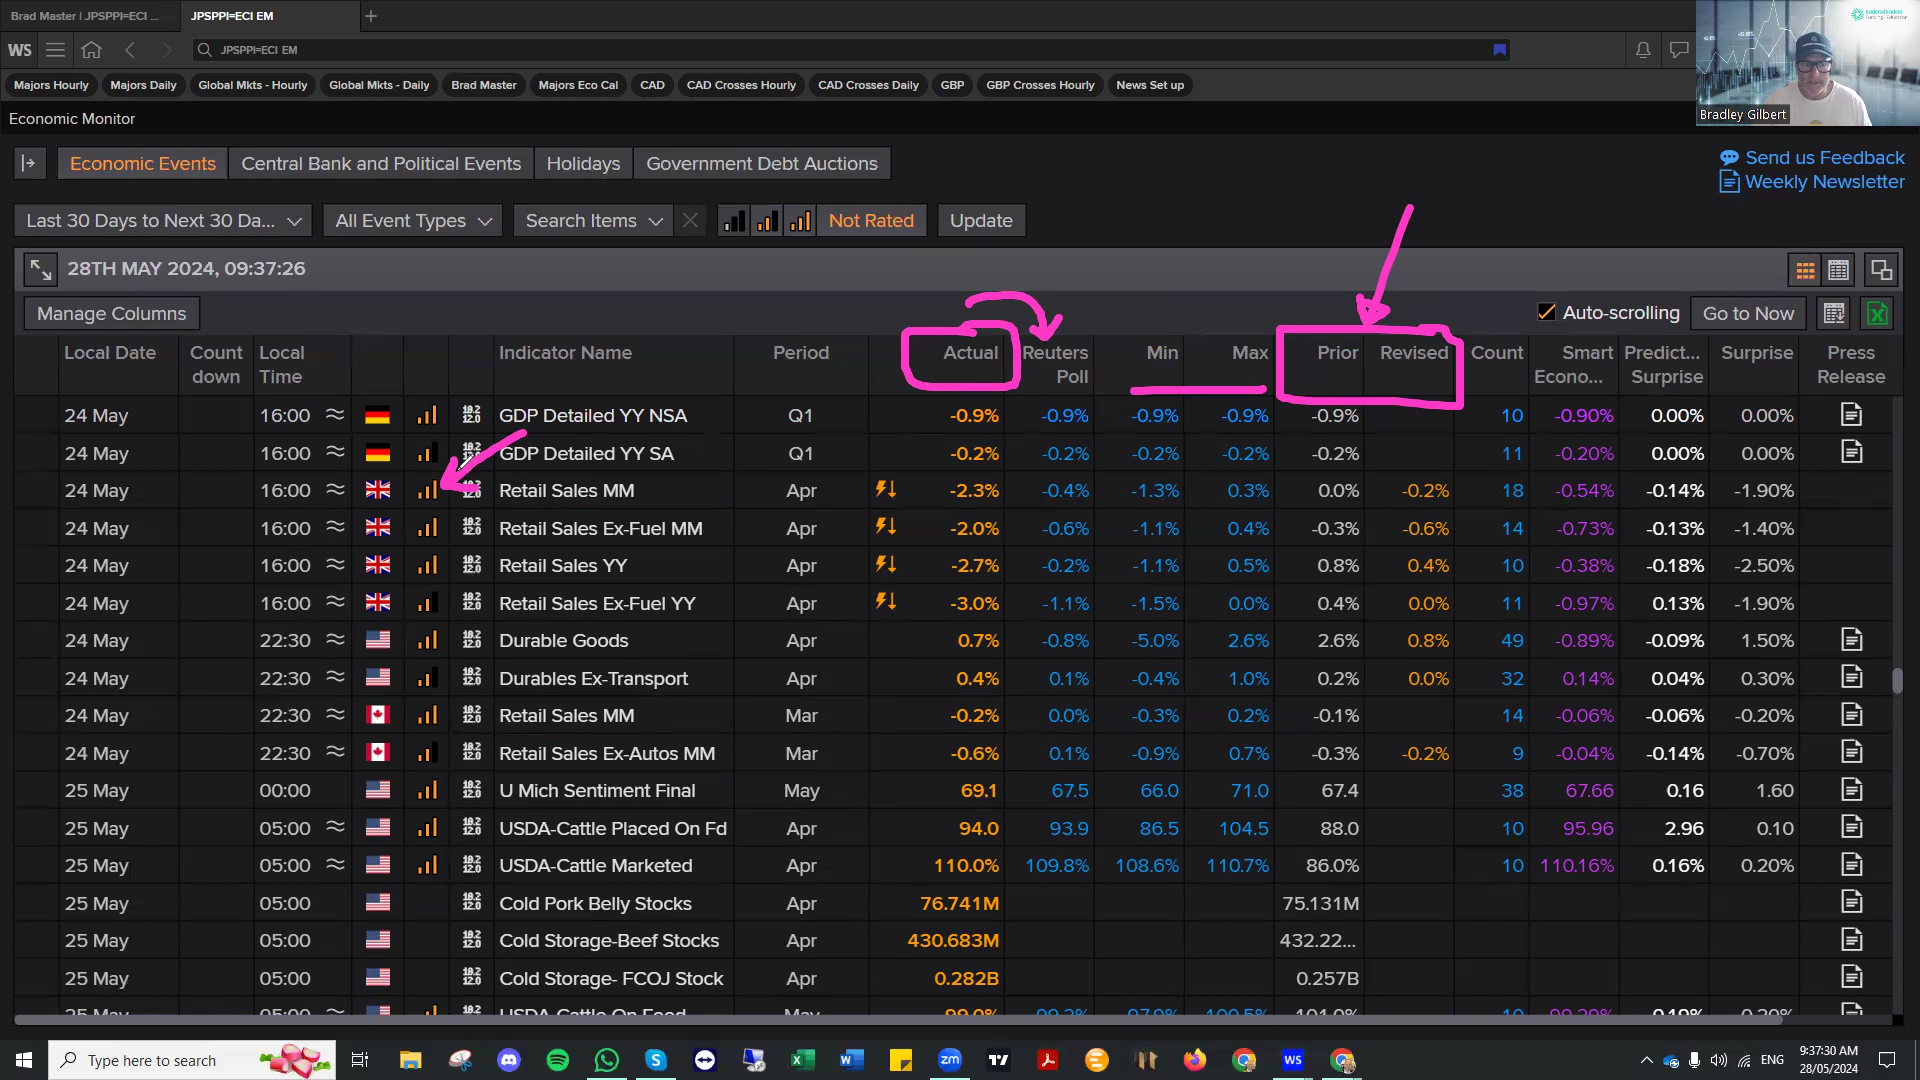 Brad Master | JPSPPI=ECI ...
JPSPPI=ECI EM
WS
JPSPPI=ECI EM
Majors Hourly
Majors Daily
Global Mkts - Hourly
Global Mkts - Daily
Brad Master
Majors Eco Cal
CAD
CAD Crosses Hourly
CAD Crosses Daily
GBP
GBP Crosses Hourly
News Set up
Bradley Gilbert
Economic Monitor
Economic Events
Central Bank and Political Events
Holidays
Government Debt Auctions
Send us Feedback
Weekly Newsletter
Last 30 Days to Next 30 Da...
All Event Types
Search Items
Not Rated
Update
28TH MAY 2024, 09:37:26
Manage Columns
Auto-scrolling
Go to Now
Local Date Count down Local Time Indicator Name Period Actual Reuters Poll Min Max Prior Revised Count Smart Econo... Predict... Surprise Surprise Press Release
24 May 16:00 GDP Detailed YY NSA Q1 -0.9% -0.9% -0.9% -0.9% -0.9% 10 -0.90% 0.00% 0.00%
24 May 16:00 GDP Detailed YY SA Q1 -0.2% -0.2% -0.2% -0.2% -0.2% 11 -0.20% 0.00% 0.00%
24 May 16:00 Retail Sales MM Apr -2.3% -0.4% -1.3% 0.3% 0.0% -0.2% 18 -0.54% -0.14% -1.90%
24 May 16:00 Retail Sales Ex-Fuel MM Apr -2.0% -0.6% -1.1% 0.4% -0.3% -0.6% 14 -0.73% -0.13% -1.40%
24 May 16:00 Retail Sales YY Apr -2.7% -0.2% -1.1% 0.5% 0.8% 0.4% 10 -0.38% -0.18% -2.50%
24 May 16:00 Retail Sales Ex-Fuel YY Apr -3.0% -1.1% -1.5% 0.0% 0.4% 0.0% 11 -0.97% 0.13% -1.90%
24 May 22:30 Durable Goods Apr 0.7% -0.8% -5.0% 2.6% 2.6% 0.8% 49 -0.89% -0.09% 1.50%
24 May 22:30 Durables Ex-Transport Apr 0.4% 0.1% -0.4% 1.0% 0.2% 0.0% 32 0.14% 0.04% 0.30%
24 May 22:30 Retail Sales MM Mar -0.2% 0.0% -0.3% 0.2% -0.1% 14 -0.06% -0.06% -0.20%
24 May 22:30 Retail Sales Ex-Autos MM Mar -0.6% 0.1% -0.9% 0.7% -0.3% -0.2% 9 -0.04% -0.14% -0.70%
25 May 00:00 U Mich Sentiment Final May 69.1 67.5 66.0 71.0 67.4 38 67.66 0.16 1.60
25 May 05:00 USDA-Cattle Placed On Fd Apr 94.0 93.9 86.5 104.5 88.0 10 95.96 2.96 0.10
25 May 05:00 USDA-Cattle Marketed Apr 110.0% 109.8% 108.6% 110.7% 86.0% 10 110.16% 0.16% 0.20%
25 May 05:00 Cold Pork Belly Stocks Apr 76.741M 75.131M
25 May 05:00 Cold Storage-Beef Stocks Apr 430.683M 432.22...
25 May 05:00 Cold Storage- FCOJ Stock Apr 0.282B 0.257B
25 May 05:00 USDA-Cattle On Feed May 99.0% 99.2% 97.9% 100.5% 101.0% 10 99.29% 0.19% 0.20%
Type here to search
ENG
9:37:30 AM
28/05/2024